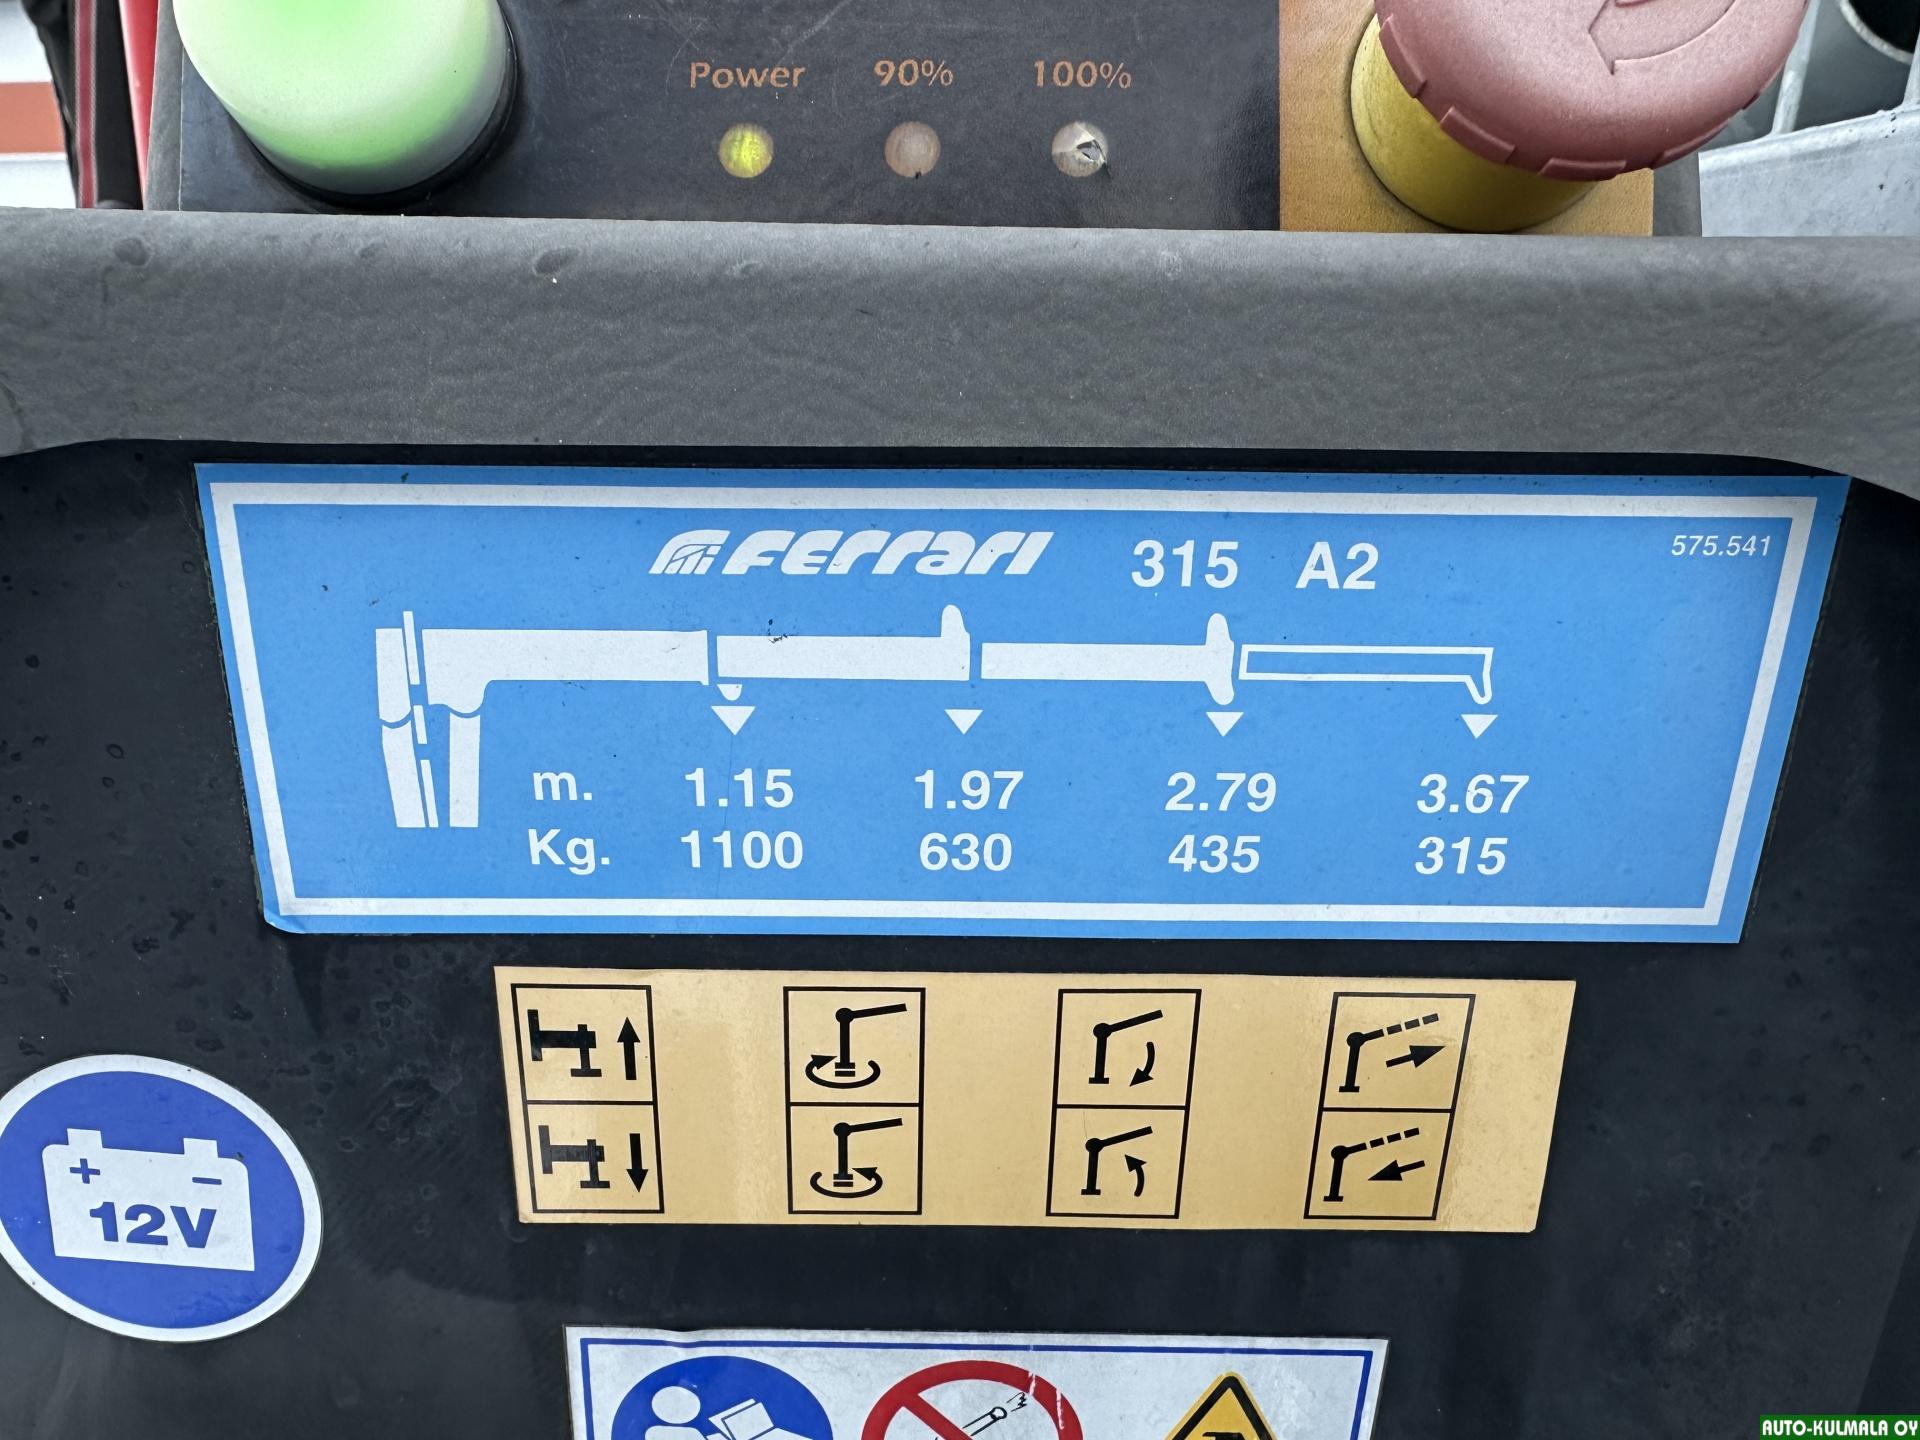 Power 90% 100%
Ferrari 315 A2
575.541
m. 1.15 1.97 2.79 3.67
Kg. 1100 630 435 315
+ −
12V
AUTO-KULMALA OY